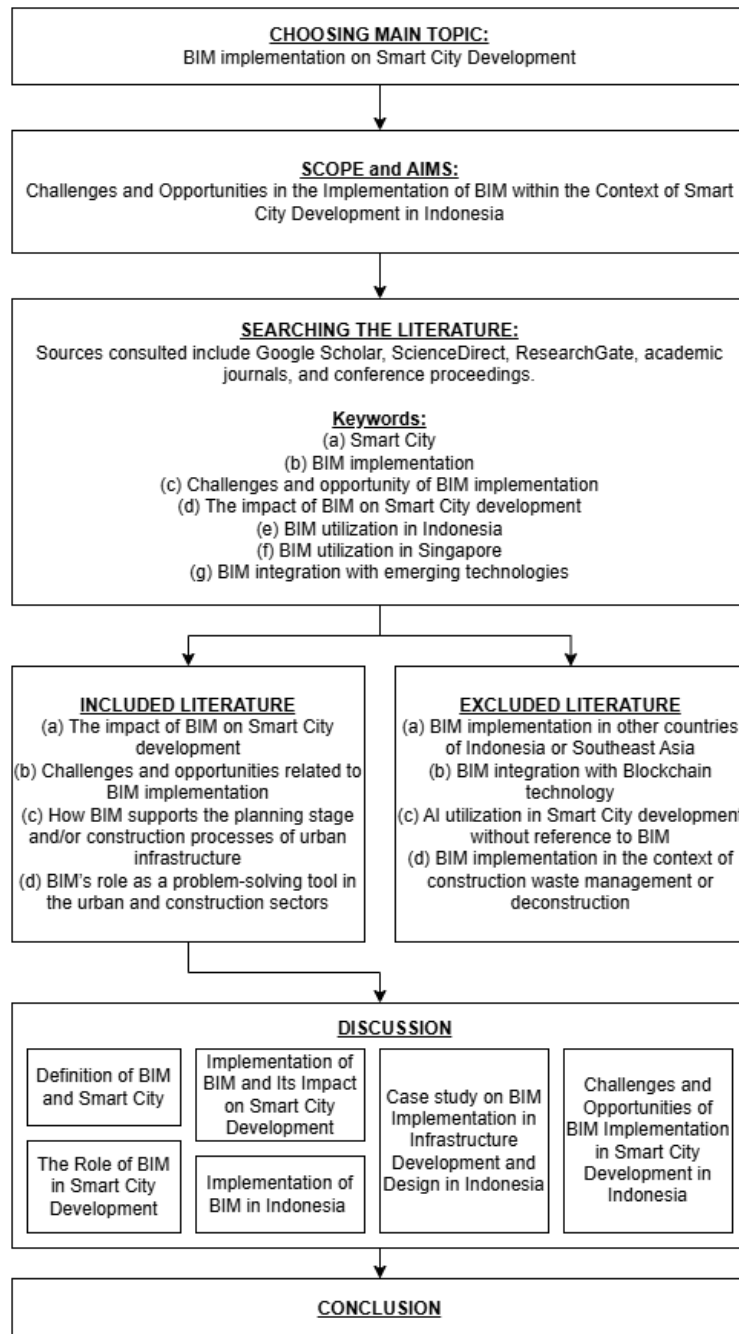 CHOOSING MAIN TOPIC:
BIM implementation on Smart City Development
SCOPE and AIMS:
Challenges and Opportunities in the Implementation of BIM within the Context of Smart
City Development in Indonesia
SEARCHING THE LITERATURE:
Sources consulted include Google Scholar, ScienceDirect, ResearchGate, academic
journals, and conference proceedings.
Keywords:
(a) Smart City
(b) BIM implementation
(c) Challenges and opportunity of BIM implementation
(d) The impact of BIM on Smart City development
(e) BIM utilization in Indonesia
(f) BIM utilization in Singapore
(g) BIM integration with emerging technologies
INCLUDED LITERATURE
(a) The impact of BIM on Smart City
development
(b) Challenges and opportunities related to
BIM implementation
(c) How BIM supports the planning stage
and/or construction processes of urban
infrastructure
(d) BIM's role as a problem-solving tool in
the urban and construction sectors
EXCLUDED LITERATURE
(a) BIM implementation in other countries
of Indonesia or Southeast Asia
(b) BIM integration with Blockchain
technology
(c) AI utilization in Smart City development
without reference to BIM
(d) BIM implementation in the context of
construction waste management or
deconstruction
DISCUSSION
Definition of BIM
and Smart City
The Role of BIM
in Smart City
Development
Implementation of
BIM and Its Impact
on Smart City
Development
Implementation of
BIM in Indonesia
Case study on BIM
Implementation in
Infrastructure
Development and
Design in Indonesia
Challenges and
Opportunities of
BIM Implementation
in Smart City
Development in
Indonesia
CONCLUSION